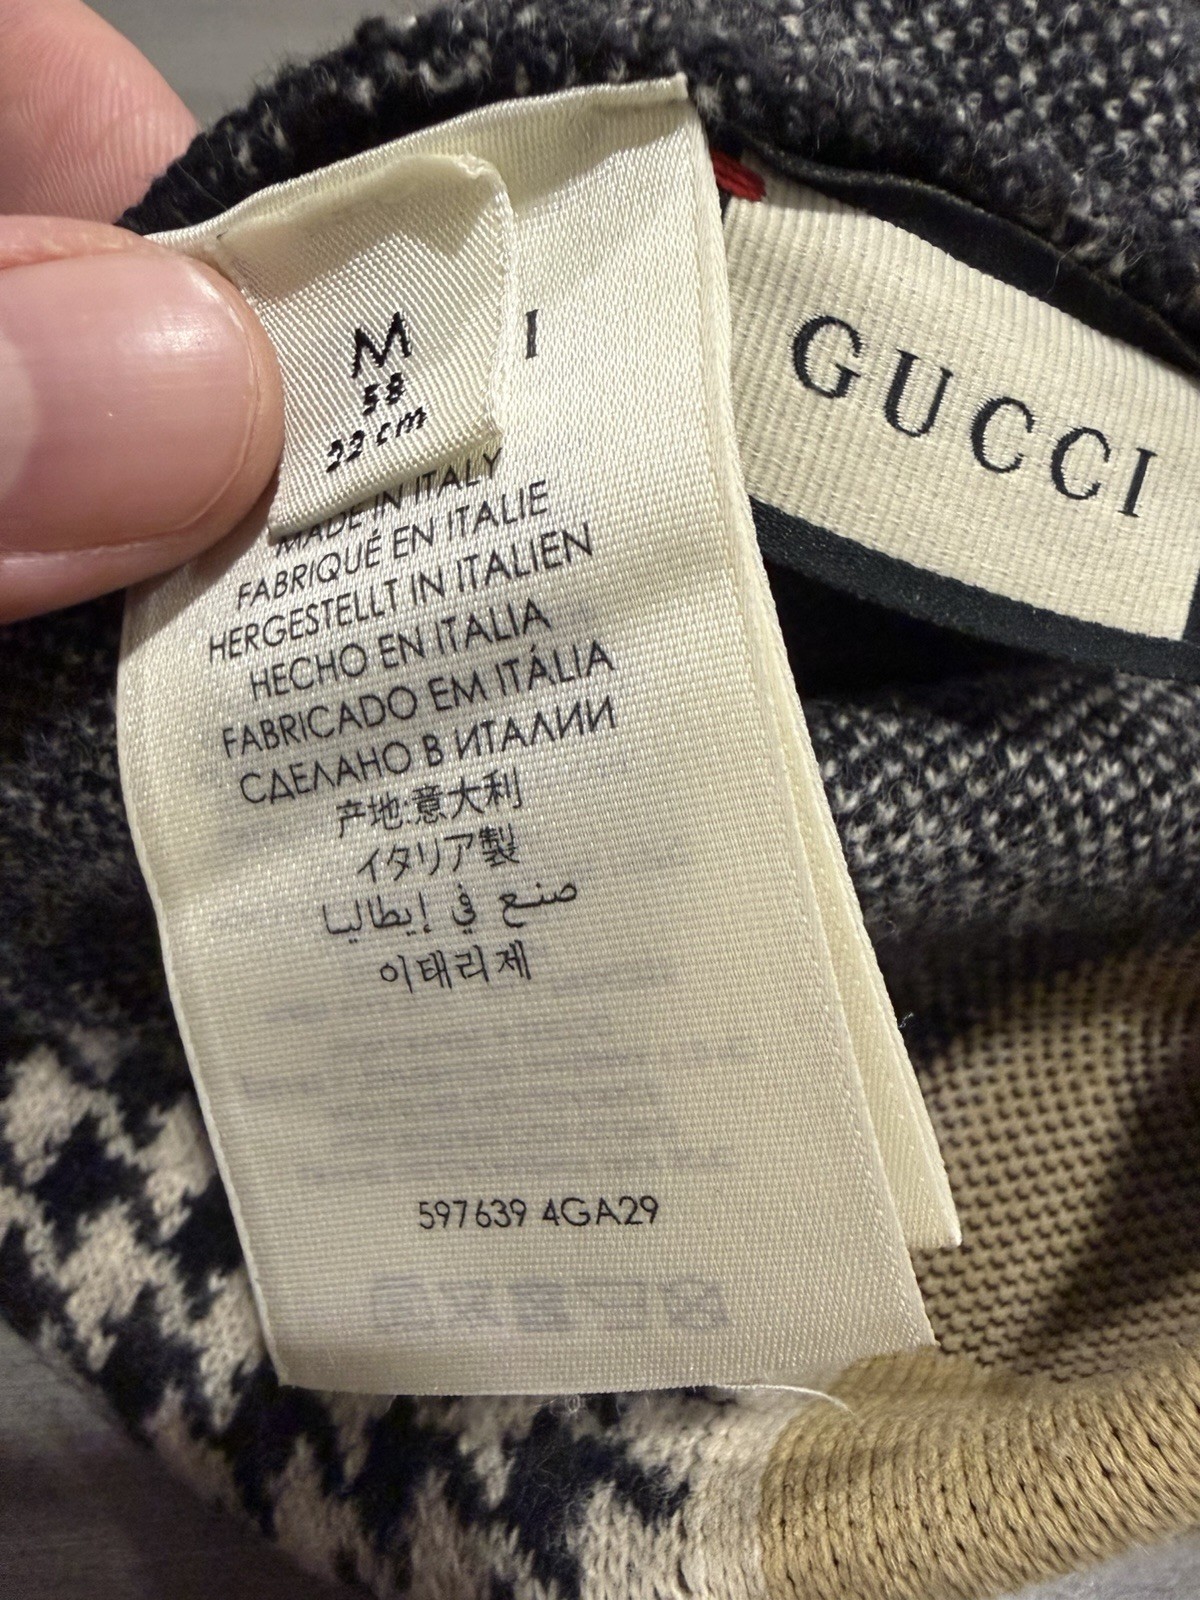 M
58
22 cm
I
GUCCI
MADE IN ITALY
FABRIQUÉ EN ITALIE
HERGESTELLT IN ITALIEN
HECHO EN ITALIA
FABRICADO EM ITÁLIA
СДЕЛАНО В ИТАЛИИ
产地:意大利
イタリア製
صنع في إيطاليا
이태리제
597639 4GA29